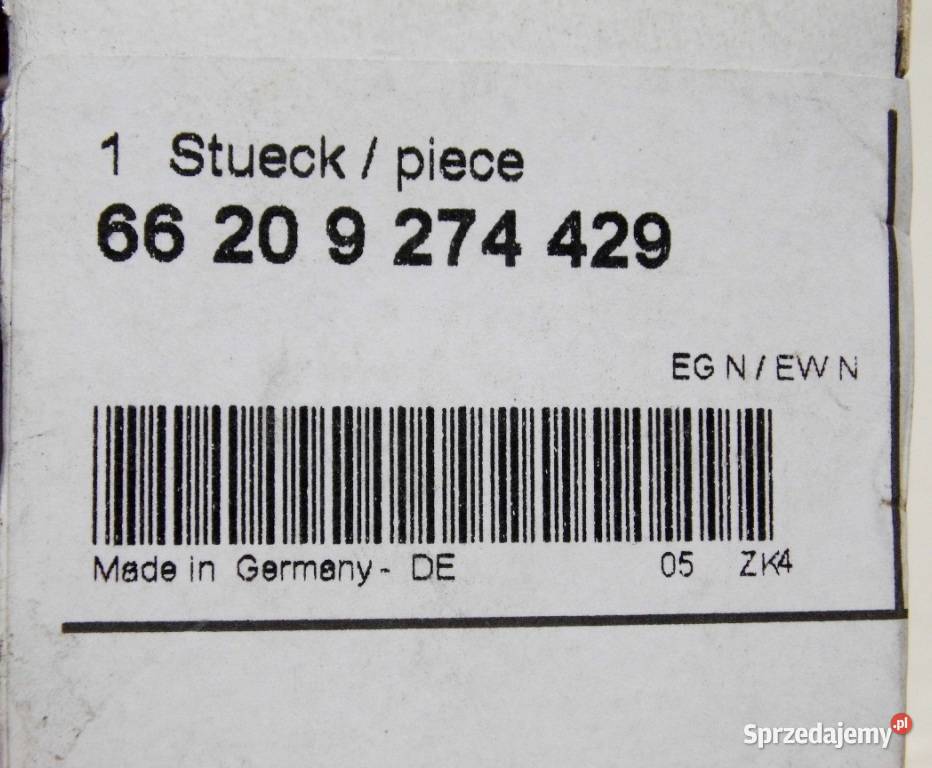 1 Stueck / piece
66 20 9 274 429
EG N / EW N
Made in Germany - DE 05 ZK4
Sprzedajemy.pl